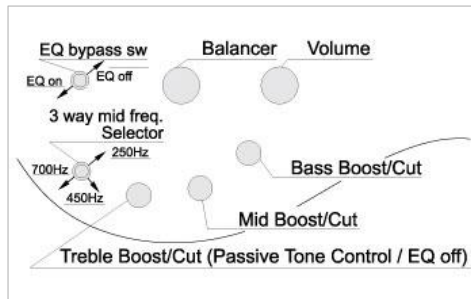 EQ bypass sw
Balancer
Volume
EQ on
EQ off
3 way mid freq.
Selector
250Hz
700Hz
450Hz
Bass Boost/Cut
Mid Boost/Cut
Treble Boost/Cut (Passive Tone Control / EQ off)